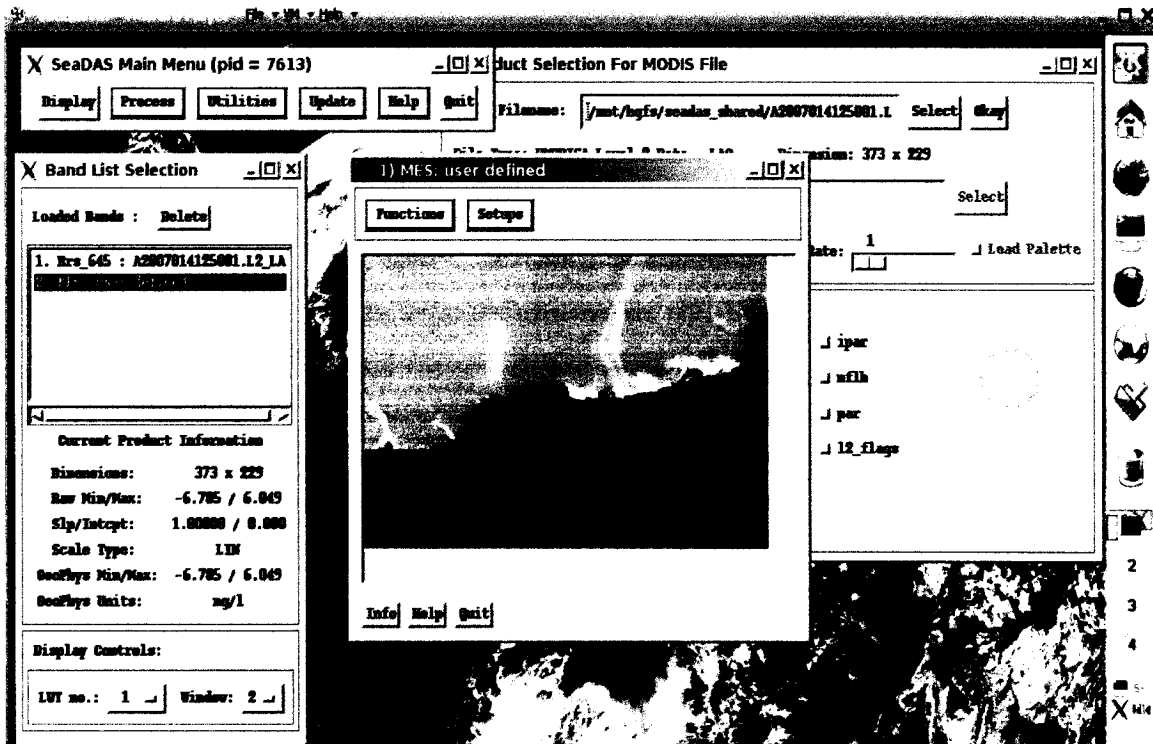 File VM Help
X SeaDAS Main Menu (pid = 7613)
Display Process Utilities Update Help Quit
duct Selection For MODIS File
Filename: /mnt/hgfs/seadas_shared/A2007014125001.L Select Okay
Dimension: 373 x 229
Select
Rate: 1 Load Palette
ipar
nflh
par
l2_flags
X Band List Selection
Loaded Bands : Delete
1. Rrs_645 : A2007014125001.L2_LA
Current Product Information
Dimensions: 373 x 229
Raw Min/Max: -6.785 / 6.049
Slp/Intcpt: 1.00000 / 0.000
Scale Type: LIN
GeoPhys Min/Max: -6.785 / 6.049
GeoPhys Units: mg/l
Display Controls:
LUT no.: 1 Window: 2
1) MES: user defined
Functions Setups
Info Help Quit
2
3
4